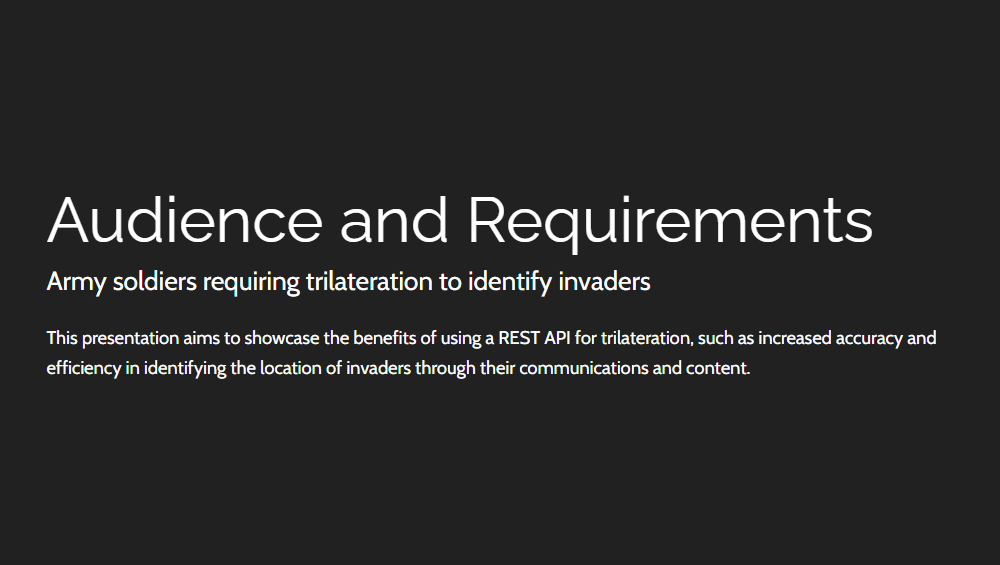 Audience and Requirements
Army soldiers requiring trilateration to identify invaders
This presentation aims to showcase the benefits of using a REST API for trilateration, such as increased accuracy and
efficiency in identifying the location of invaders through their communications and content.